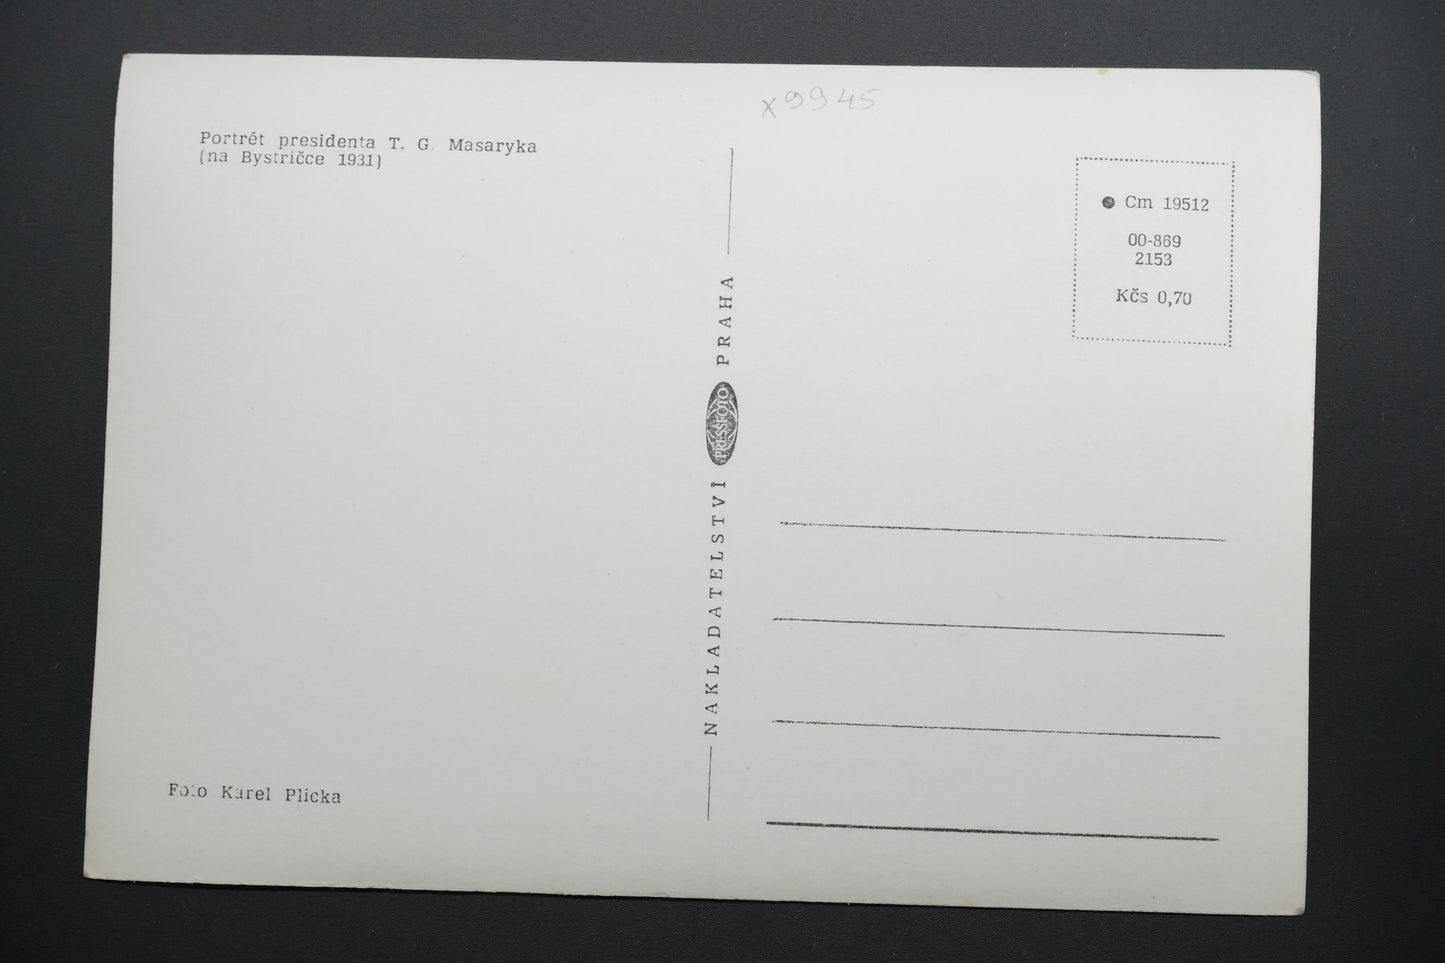 Portrét presidenta T. G. Masaryka
(na Bystričce 1931)
Foto Karel Plicka
NAKLADATELSTVÍ PRESSFOTO PRAHA
x9945
Cm 19512
00-869
2153
Kčs 0,70